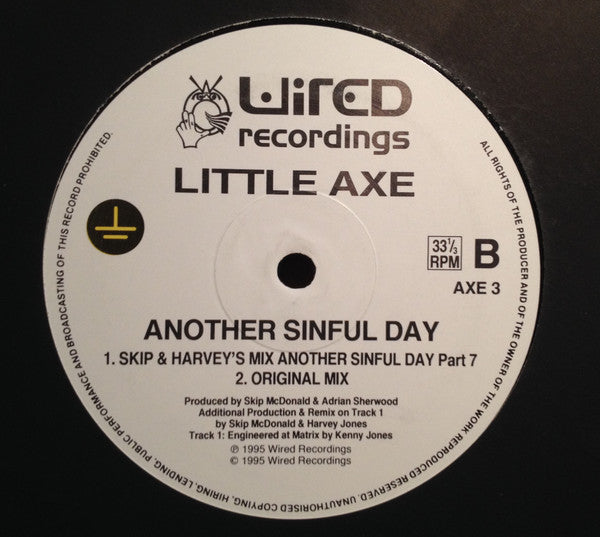 WIRED
recordings
LITTLE AXE
33⅓
RPM
B
AXE 3
ANOTHER SINFUL DAY
1. SKIP & HARVEY'S MIX ANOTHER SINFUL DAY Part 7
2. ORIGINAL MIX
Produced by Skip McDonald & Adrian Sherwood
Additional Production & Remix on Track 1
by Skip McDonald & Harvey Jones
Track 1: Engineered at Matrix by Kenny Jones
℗ 1995 Wired Recordings
© 1995 Wired Recordings
ALL RIGHTS OF THE PRODUCER AND OF THE OWNER OF THE WORK REPRODUCED RESERVED. UNAUTHORISED COPYING, HIRING, LENDING, PUBLIC PERFORMANCE AND BROADCASTING OF THIS RECORD PROHIBITED.